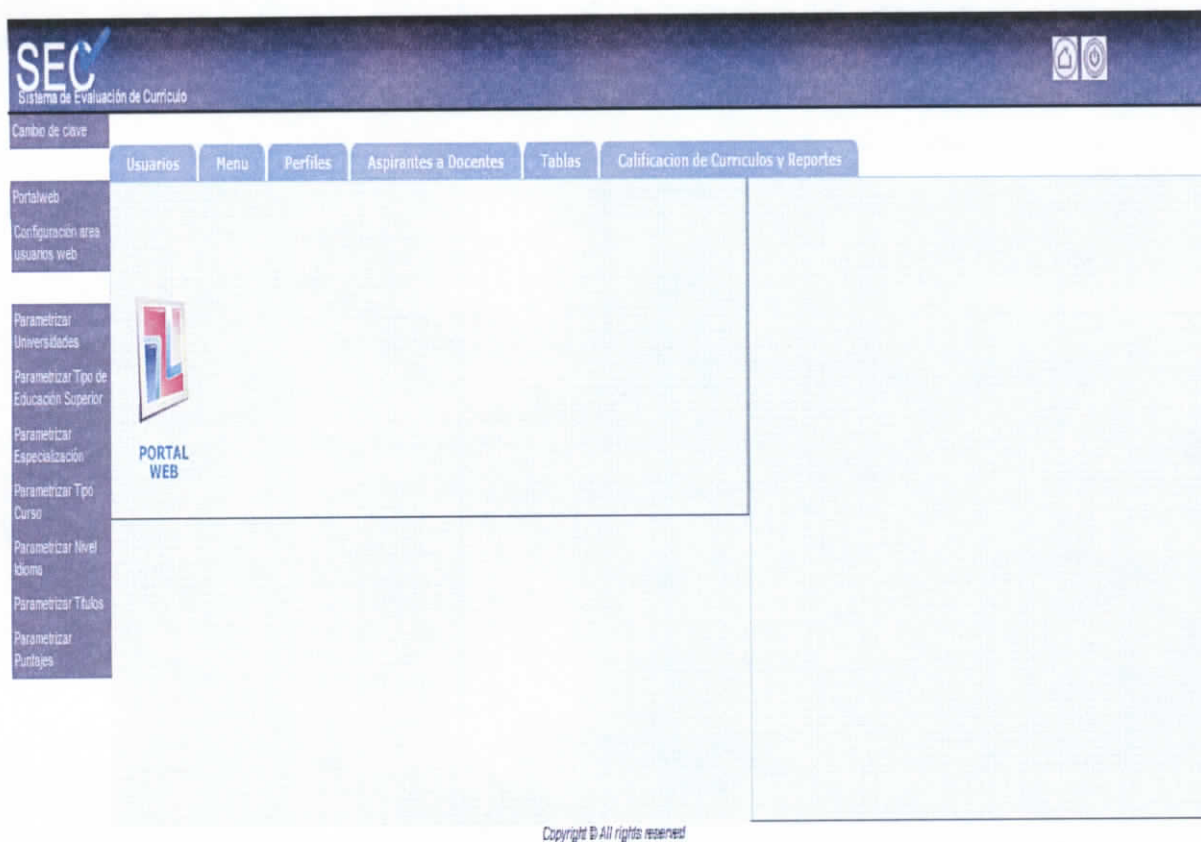 SEC
Sistema de Evaluación de Currículo
Cambio de clave
Usuarios
Menu
Perfiles
Aspirantes a Docentes
Tablas
Calificacion de Curriculos y Reportes
Portalweb
Configuración area
usuarios web
Parametrizar
Universidades
Parametrizar Tipo de
Educación Superior
Parametrizar
Especialización
Parametrizar Tipo
Curso
Parametrizar Nivel
Idioma
Parametrizar Títulos
Parametrizar
Puntajes
PORTAL
WEB
Copyright © All rights reserved